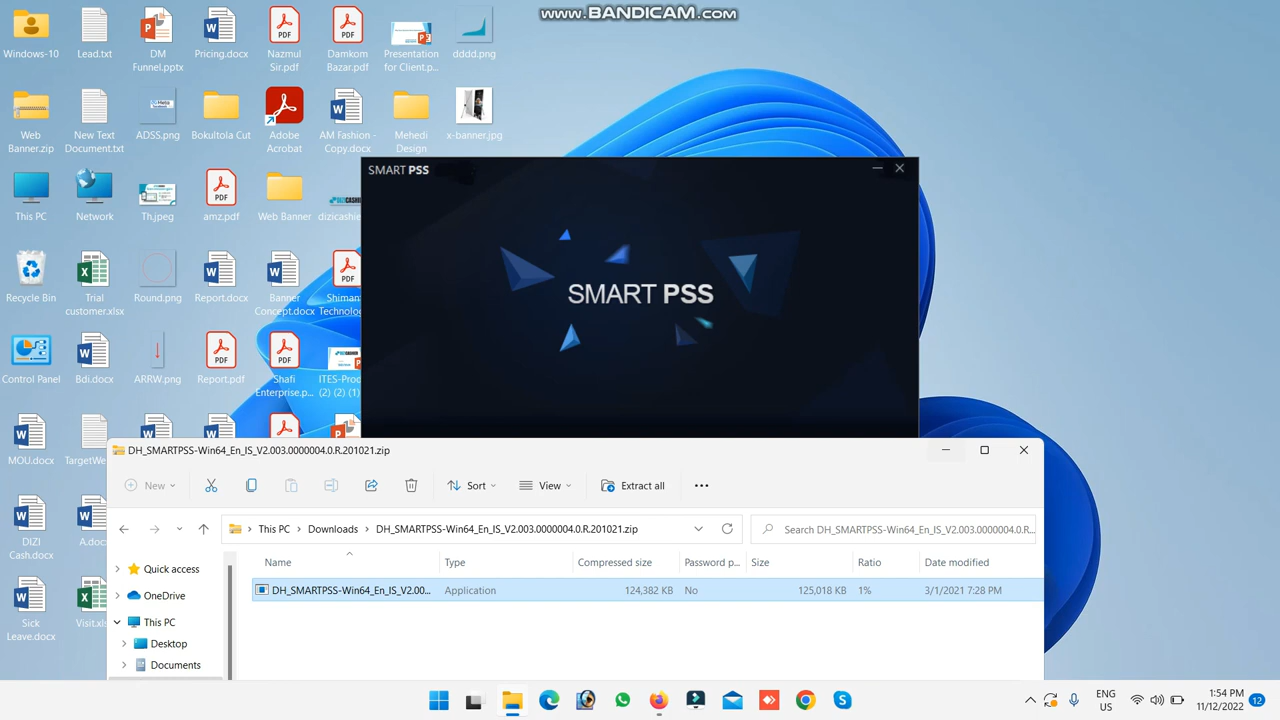 www.BANDICAM.com
Windows-10
Lead.txt
DM
Funnel.pptx
Pricing.docx
Nazmul
Sir.pdf
Damkom
Bazar.pdf
Presentation
for Client.p...
dddd.png
Web
Banner.zip
New Text
Document.txt
ADSS.png
Bokultola Cut
Adobe
Acrobat
AM Fashion -
Copy.docx
Mehedi
Design
x-banner.jpg
This PC
Network
Th.jpeg
amz.pdf
Web Banner
dizicashie
Recycle Bin
Trial
customer.xlsx
Round.png
Report.docx
Banner
Concept.docx
Shiman
Technolog
Control Panel
Bdi.docx
ARRW.png
Report.pdf
Shafi
Enterprise.p...
ITES-Pro
(2) (2) (1)
MOU.docx
TargetWe
DIZI
Cash.docx
A.do
Sick
Leave.docx
Visit.xls
SMART PSS
SMART PSS
DH_SMARTPSS-Win64_En_IS_V2.003.0000004.0.R.201021.zip
New
Sort
View
Extract all
This PC
Downloads
DH_SMARTPSS-Win64_En_IS_V2.003.0000004.0.R.201021.zip
Search DH_SMARTPSS-Win64_En_IS_V2.003.0000004.0.R...
Name
Type
Compressed size
Password p...
Size
Ratio
Date modified
DH_SMARTPSS-Win64_En_IS_V2.00...
Application
124,382 KB
No
125,018 KB
1%
3/1/2021 7:28 PM
Quick access
OneDrive
This PC
Desktop
Documents
ENG
US
1:54 PM
11/12/2022
12